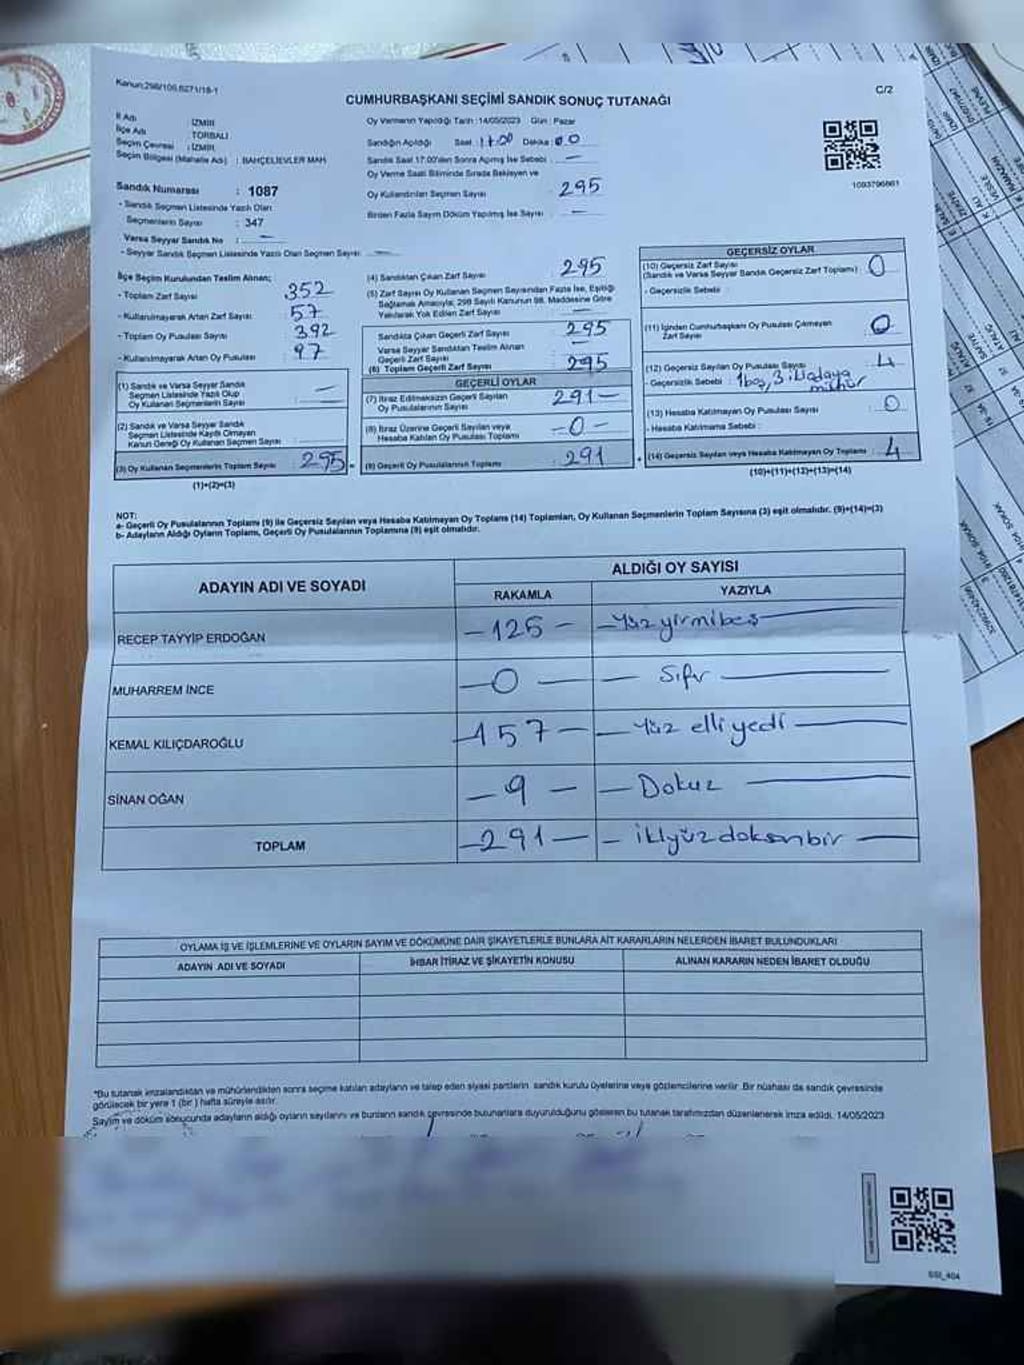 Kanun:298/105,6271/18-1
C/2
CUMHURBAŞKANI SEÇİMİ SANDIK SONUÇ TUTANAĞI
İl Adı : İZMİR
İlçe Adı : TORBALI
Seçim Çevresi : İZMİR
Seçim Bölgesi (Mahalle Adı) : BAHÇELİEVLER MAH.
Sandık Numarası : 1087
- Sandık Seçmen Listesinde Yazılı Olan
Seçmenlerin Sayısı : 347
Varsa Seyyar Sandık No : —
- Seyyar Sandık Seçmen Listesinde Yazılı Olan Seçmen Sayısı : —
Oy Vermenin Yapıldığı Tarih : 14/05/2023 Gün : Pazar
Sandığın Açıldığı Saat : 17:00 Dakika : 00
Sandık Saat 17.00'den Sonra Açılmış İse Sebebi : —
Oy Verme Saati Bitiminde Sırada Bekleyen ve
Oy Kullandırılan Seçmen Sayısı : 295
Birden Fazla Sayım Döküm Yapılmış İse Sayısı : —
1093796861
İlçe Seçim Kurulundan Teslim Alınan;
- Toplam Zarf Sayısı : 352
- Kullanılmayarak Artan Zarf Sayısı : 57
- Toplam Oy Pusulası Sayısı : 392
- Kullanılmayarak Artan Oy Pusulası : 97
(1) Sandık ve Varsa Seyyar Sandık
Seçmen Listesinde Yazılı Olup
Oy Kullanan Seçmenlerin Sayısı : —
(2) Sandık ve Varsa Seyyar Sandık
Seçmen Listesinde Kayıtlı Olmayan
Kanun Gereği Oy Kullanan Seçmen Sayısı :
(3) Oy Kullanan Seçmenlerin Toplam Sayısı : 295
(1)+(2)=(3)
(4) Sandıktan Çıkan Zarf Sayısı : 295
(5) Zarf Sayısı Oy Kullanan Seçmen Sayısından Fazla İse, Eşitliği
Sağlamak Amacıyla; 298 Sayılı Kanunun 98. Maddesine Göre
Yakılarak Yok Edilen Zarf Sayısı : —
Sandıkta Çıkan Geçerli Zarf Sayısı : 295
Varsa Seyyar Sandıktan Teslim Alınan
Geçerli Zarf Sayısı : —
(6) Toplam Geçerli Zarf Sayısı : 295
GEÇERLİ OYLAR
(7) İtiraz Edilmeksizin Geçerli Sayılan
Oy Pusulalarının Sayısı : 291-
(8) İtiraz Üzerine Geçerli Sayılan veya
Hesaba Katılan Oy Pusulası Toplamı : -0-
(9) Geçerli Oy Pusulalarının Toplamı : 291
GEÇERSİZ OYLAR
(10) Geçersiz Zarf Sayısı
(Sandık ve Varsa Seyyar Sandık Geçersiz Zarf Toplamı) : 0
- Geçersizlik Sebebi :
(11) İçinden Cumhurbaşkanı Oy Pusulası Çıkmayan
Zarf Sayısı : 0
(12) Geçersiz Sayılan Oy Pusulası Sayısı : 4
- Geçersizlik Sebebi : 1 boş, 3 iki adaya
mühür
(13) Hesaba Katılmayan Oy Pusulası Sayısı : 0
- Hesaba Katılmama Sebebi :
(14) Geçersiz Sayılan veya Hesaba Katılmayan Oy Toplamı : 4
(10)+(11)+(12)+(13)=(14)
NOT:
a- Geçerli Oy Pusulalarının Toplamı (9) ile Geçersiz Sayılan veya Hesaba Katılmayan Oy Toplamı (14) Toplamları, Oy Kullanan Seçmenlerin Toplam Sayısına (3) eşit olmalıdır. (9)+(14)=(3)
b- Adayların Aldığı Oyların Toplamı, Geçerli Oy Pusulalarının Toplamına (9) eşit olmalıdır.
ADAYIN ADI VE SOYADI
ALDIĞI OY SAYISI
RAKAMLA YAZIYLA
RECEP TAYYİP ERDOĞAN -125- -Yüz yirmibeş-
MUHARREM İNCE -0- - Sıfır -
KEMAL KILIÇDAROĞLU -157- - Yüz elli yedi -
SİNAN OĞAN -9- - Dokuz -
TOPLAM -291- - ikiyüzdoksanbir -
OYLAMA İŞ VE İŞLEMLERİNE VE OYLARIN SAYIM VE DÖKÜMÜNE DAİR ŞİKAYETLERLE BUNLARA AİT KARARLARIN NELERDEN İBARET BULUNDUKLARI
ADAYIN ADI VE SOYADI İHBAR İTİRAZ VE ŞİKAYETİN KONUSU ALINAN KARARIN NEDEN İBARET OLDUĞU
*Bu tutanak imzalandıktan ve mühürlendikten sonra seçime katılan adayların ve talep eden siyasi partilerin sandık kurulu üyelerine veya gözlemcilerine verilir. Bir nüshası da sandık çevresinde
görülecek bir yere 1 (bir) hafta süreyle asılır.
Sayım ve döküm sonucunda adayların aldığı oyların sayılarını ve bunların sandık çevresinde bulunanlara duyurulduğunu gösteren bu tutanak tarafımızdan düzenlenerek imza edildi. 14/05/2023
SSI_404